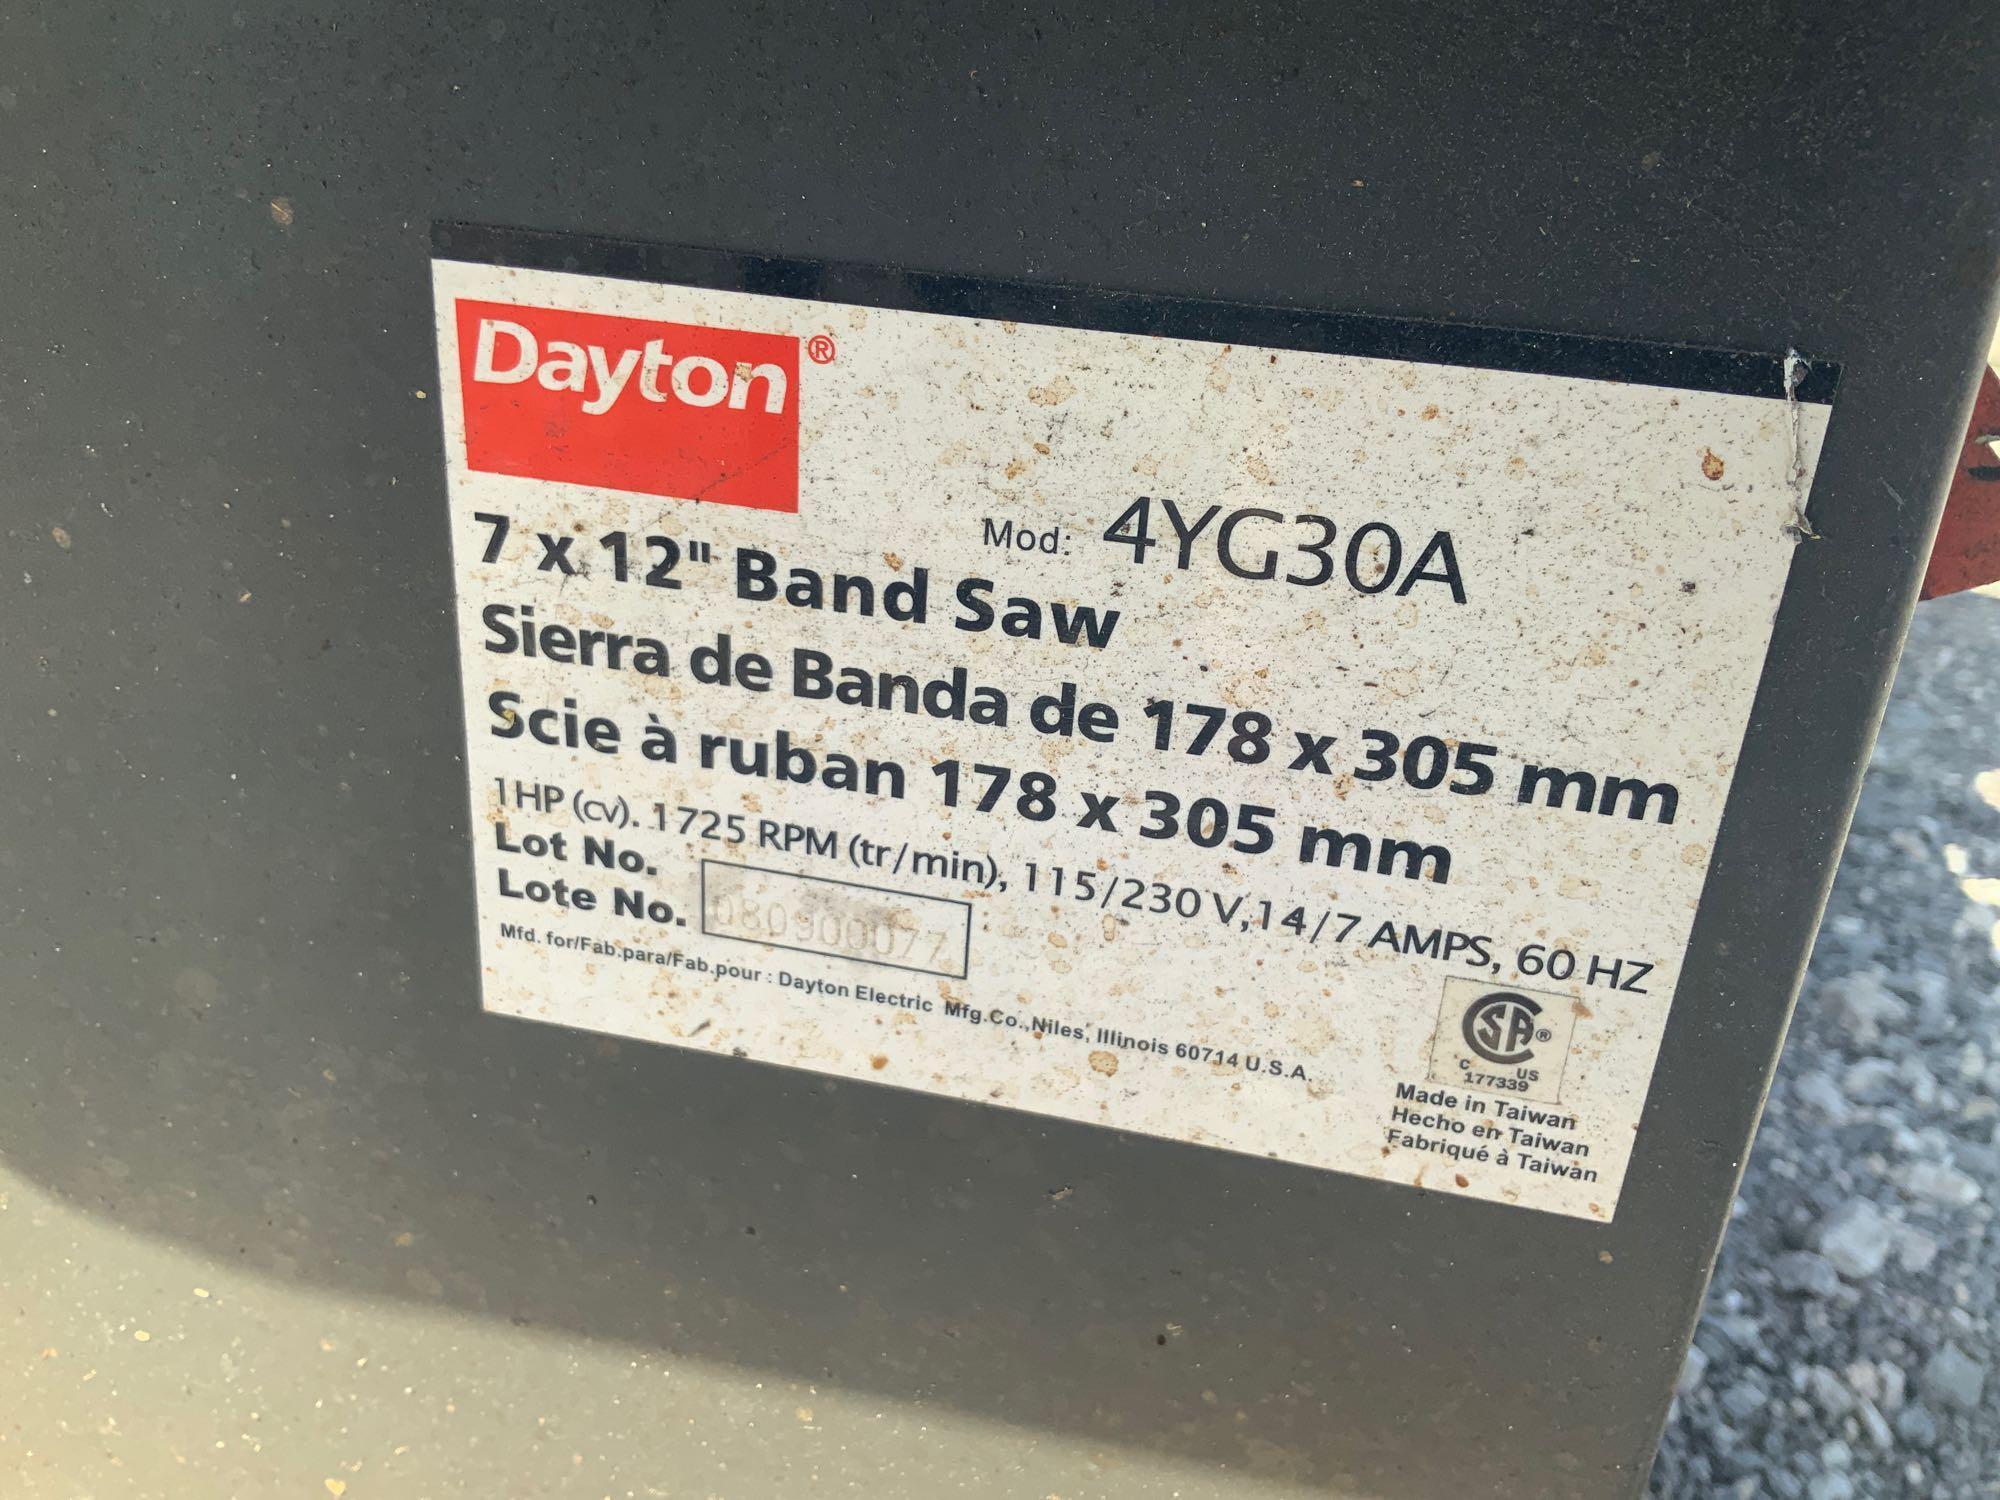 Dayton®
Mod: 4YG30A
7 x 12" Band Saw
Sierra de Banda de 178 x 305 mm
Scie à ruban 178 x 305 mm
1HP (cv). 1725 RPM (tr/min), 115/230 V,14/7 AMPS, 60 HZ
Lot No.
Lote No. 080900077
Mfd. for/Fab.para/Fab.pour : Dayton Electric Mfg.Co.,Niles, Illinois 60714 U.S.A.
CSA®
C US
177339
Made in Taiwan
Hecho en Taiwan
Fabriqué à Taiwan